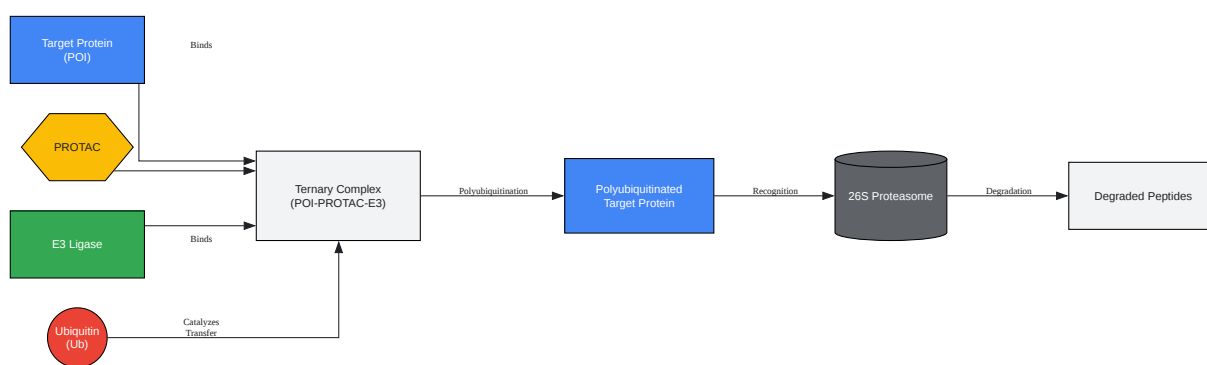 Target Protein
(POI)
Binds
PROTAC
Ternary Complex
(POI-PROTAC-E3)
Polyubiquitination
Polyubiquitinated
Target Protein
Recognition
26S Proteasome
Degradation
Degraded Peptides
E3 Ligase
Binds
Ubiquitin
(Ub)
Catalyzes
Transfer